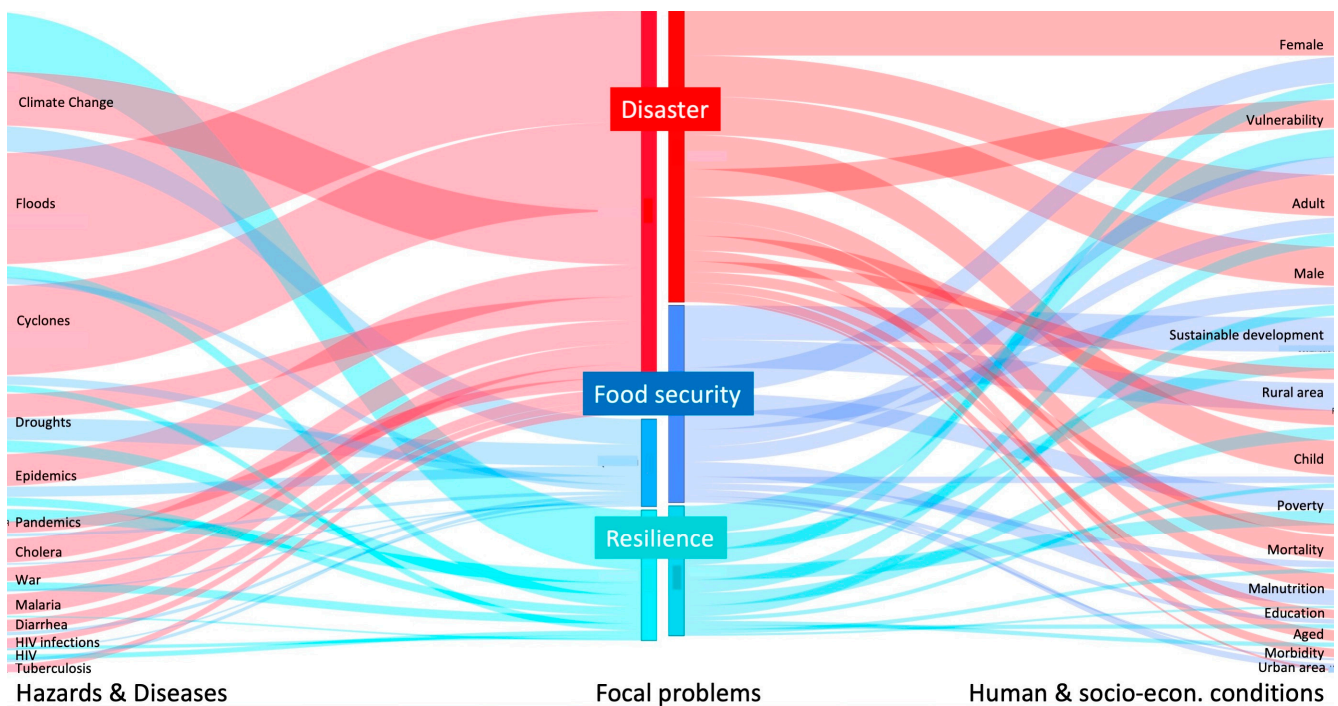 Climate Change
Floods
Cyclones
Droughts
Epidemics
Pandemics
Cholera
War
Malaria
Diarrhea
HIV infections
HIV
Tuberculosis
Hazards & Diseases
Disaster
Food security
Resilience
Focal problems
Female
Vulnerability
Adult
Male
Sustainable development
Rural area
Child
Poverty
Mortality
Malnutrition
Education
Aged
Morbidity
Urban area
Human & socio-econ. conditions